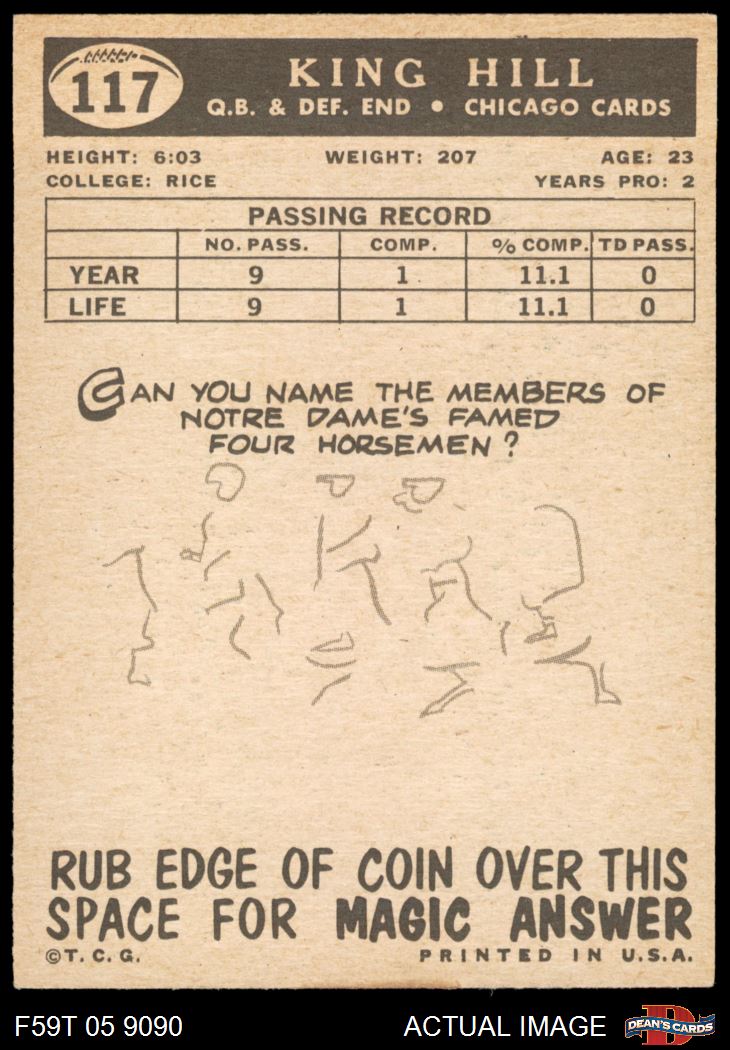 117
KING HILL
Q.B. & DEF. END • CHICAGO CARDS
HEIGHT: 6:03 WEIGHT: 207 AGE: 23
COLLEGE: RICE YEARS PRO: 2
PASSING RECORD
NO. PASS. COMP. % COMP. TD PASS.
YEAR 9 1 11.1 0
LIFE 9 1 11.1 0
CAN YOU NAME THE MEMBERS OF
NOTRE DAME'S FAMED
FOUR HORSEMEN?
RUB EDGE OF COIN OVER THIS
SPACE FOR MAGIC ANSWER
©T.C.G. PRINTED IN U.S.A.
F59T 05 9090 ACTUAL IMAGE DEAN'S CARDS